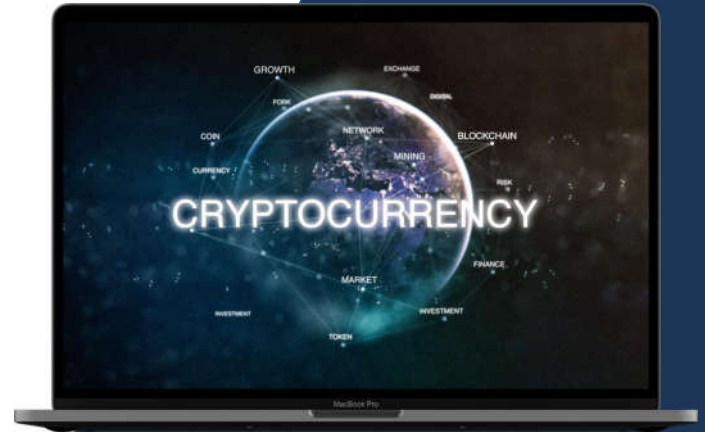 GROWTH
EXCHANGE
FORK
DIGITAL
COIN
NETWORK
BLOCKCHAIN
MINING
CURRENCY
RISK
CRYPTOCURRENCY
FINANCE
MARKET
INVESTMENT
INVESTMENT
TOKEN
MacBook Pro